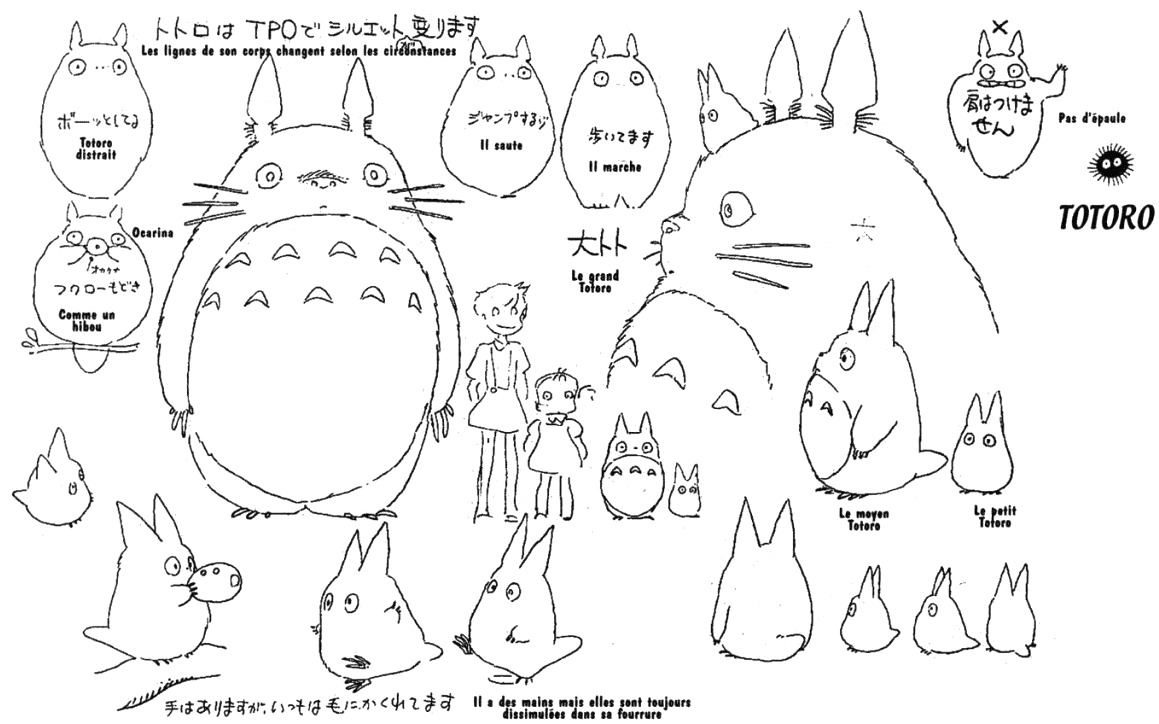 トトロは TPOで シルエットが 変ります
Les lignes de son corps changent selon les circonstances
ボーッとしてる
Totoro
distrait
ジャンプするゾ
Il saute
歩いてます
Il marche
×
肩はつけま
せん
Pas d'épaule
TOTORO
Ocarina
オカリナ
フクローもどき
Comme un
hibou
大トト
Le grand
Totoro
Le moyen
Totoro
Le petit
Totoro
手はありますが、いつもは毛にかくれてます
Il a des mains mais elles sont toujours
dissimulées dans sa fourrure